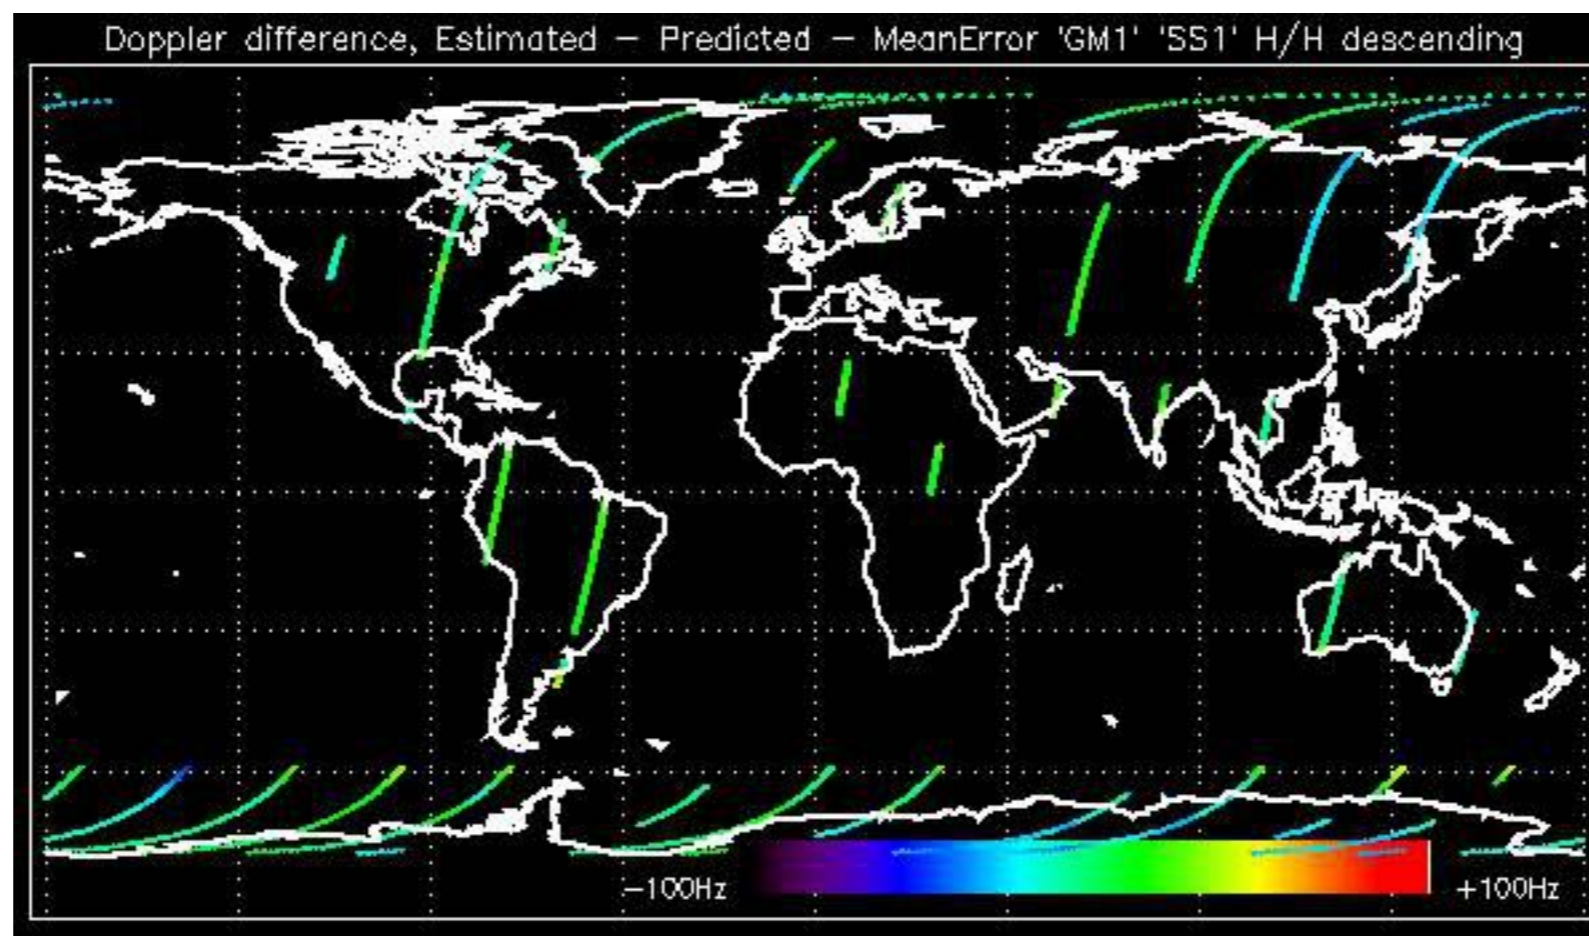 Doppler difference, Estimated – Predicted – MeanError 'GM1' 'SS1' H/H descending
–100Hz +100Hz